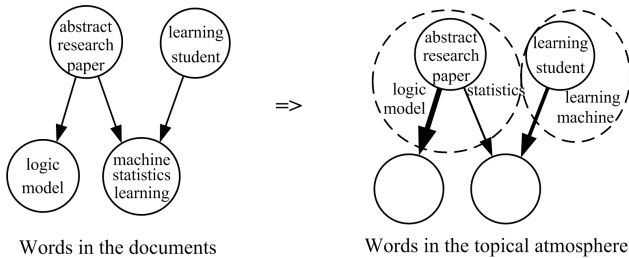 abstract
research
paper
learning
student
logic
model
machine
statistics
learning
Words in the documents
=>
abstract
research
paper
learning
student
logic
model
statistics
learning
machine
Words in the topical atmosphere